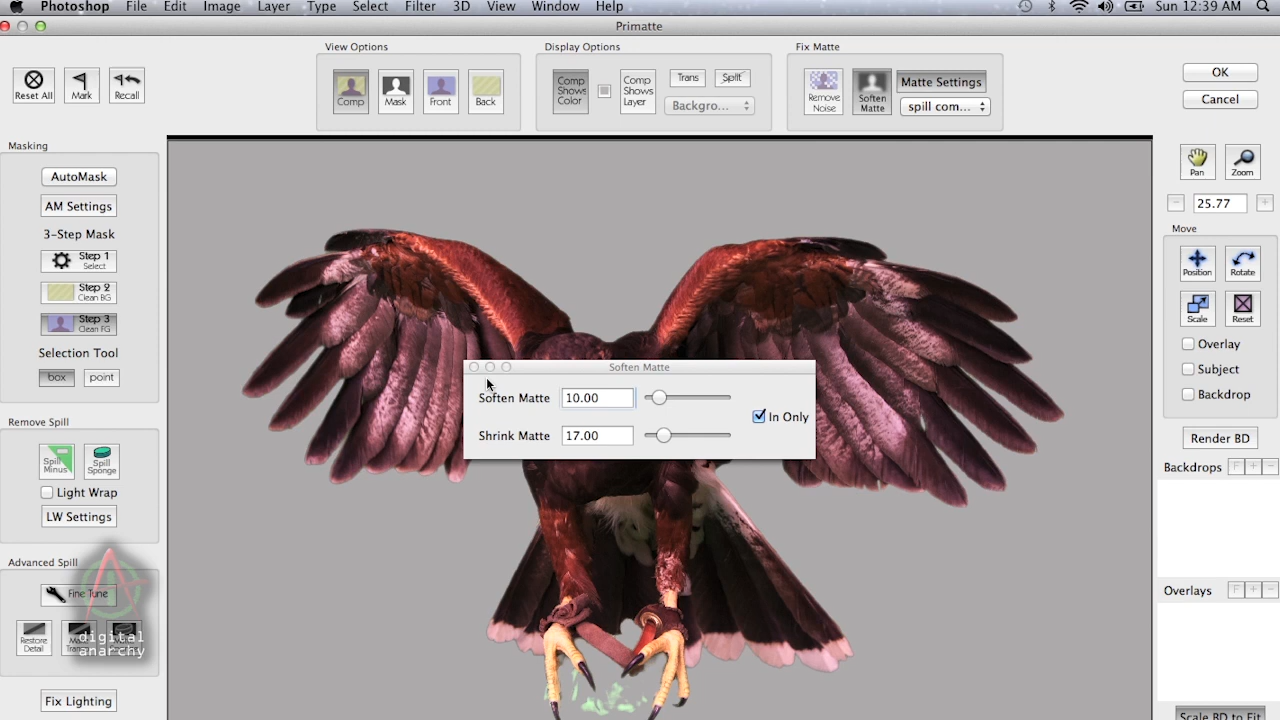 Photoshop File Edit Image Layer Type Select Filter 3D View Window Help Sun 12:39 AM
Primatte
View Options
Display Options
Fix Matte
Reset All
Mark
Recall
Comp
Mask
Front
Back
Comp Shows Color
Comp Shows Layer
Trans
Split
Backgro...
Remove Noise
Soften Matte
Matte Settings
spill com...
OK
Cancel
Masking
AutoMask
AM Settings
3-Step Mask
Step 1
Select
Step 2
Clean BG
Step 3
Clean FG
Selection Tool
box
point
Remove Spill
Spill Minus
Spill Sponge
Light Wrap
LW Settings
Advanced Spill
Fine Tune
Restore Detail
digital
anarchy
Fix Lighting
Soften Matte
Soften Matte 10.00
In Only
Shrink Matte 17.00
Pan
Zoom
25.77
Move
Position
Rotate
Scale
Reset
Overlay
Subject
Backdrop
Render BD
Backdrops F + -
Overlays F + -
Scale BD to Fit